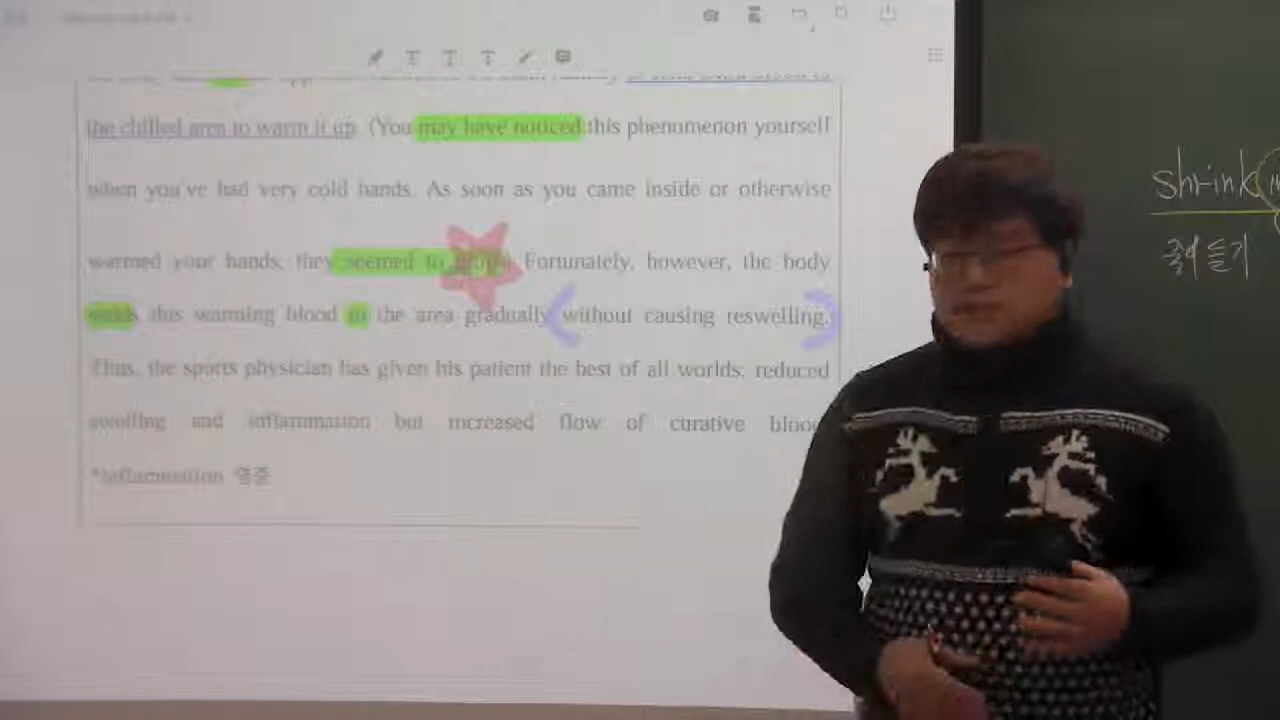 the chilled area to warm it up. (You may have noticed this phenomenon yourself
when you've had very cold hands. As soon as you came inside or otherwise
warmed your hands, they seemed to Fortunately, however, the body
sends this warming blood to the area gradually without causing reswelling.
Thus, the sports physician has given his patient the best of all worlds: reduced
swelling and inflammation but increased flow of curative blood
*inflammation 염증
shrink
줄어들기